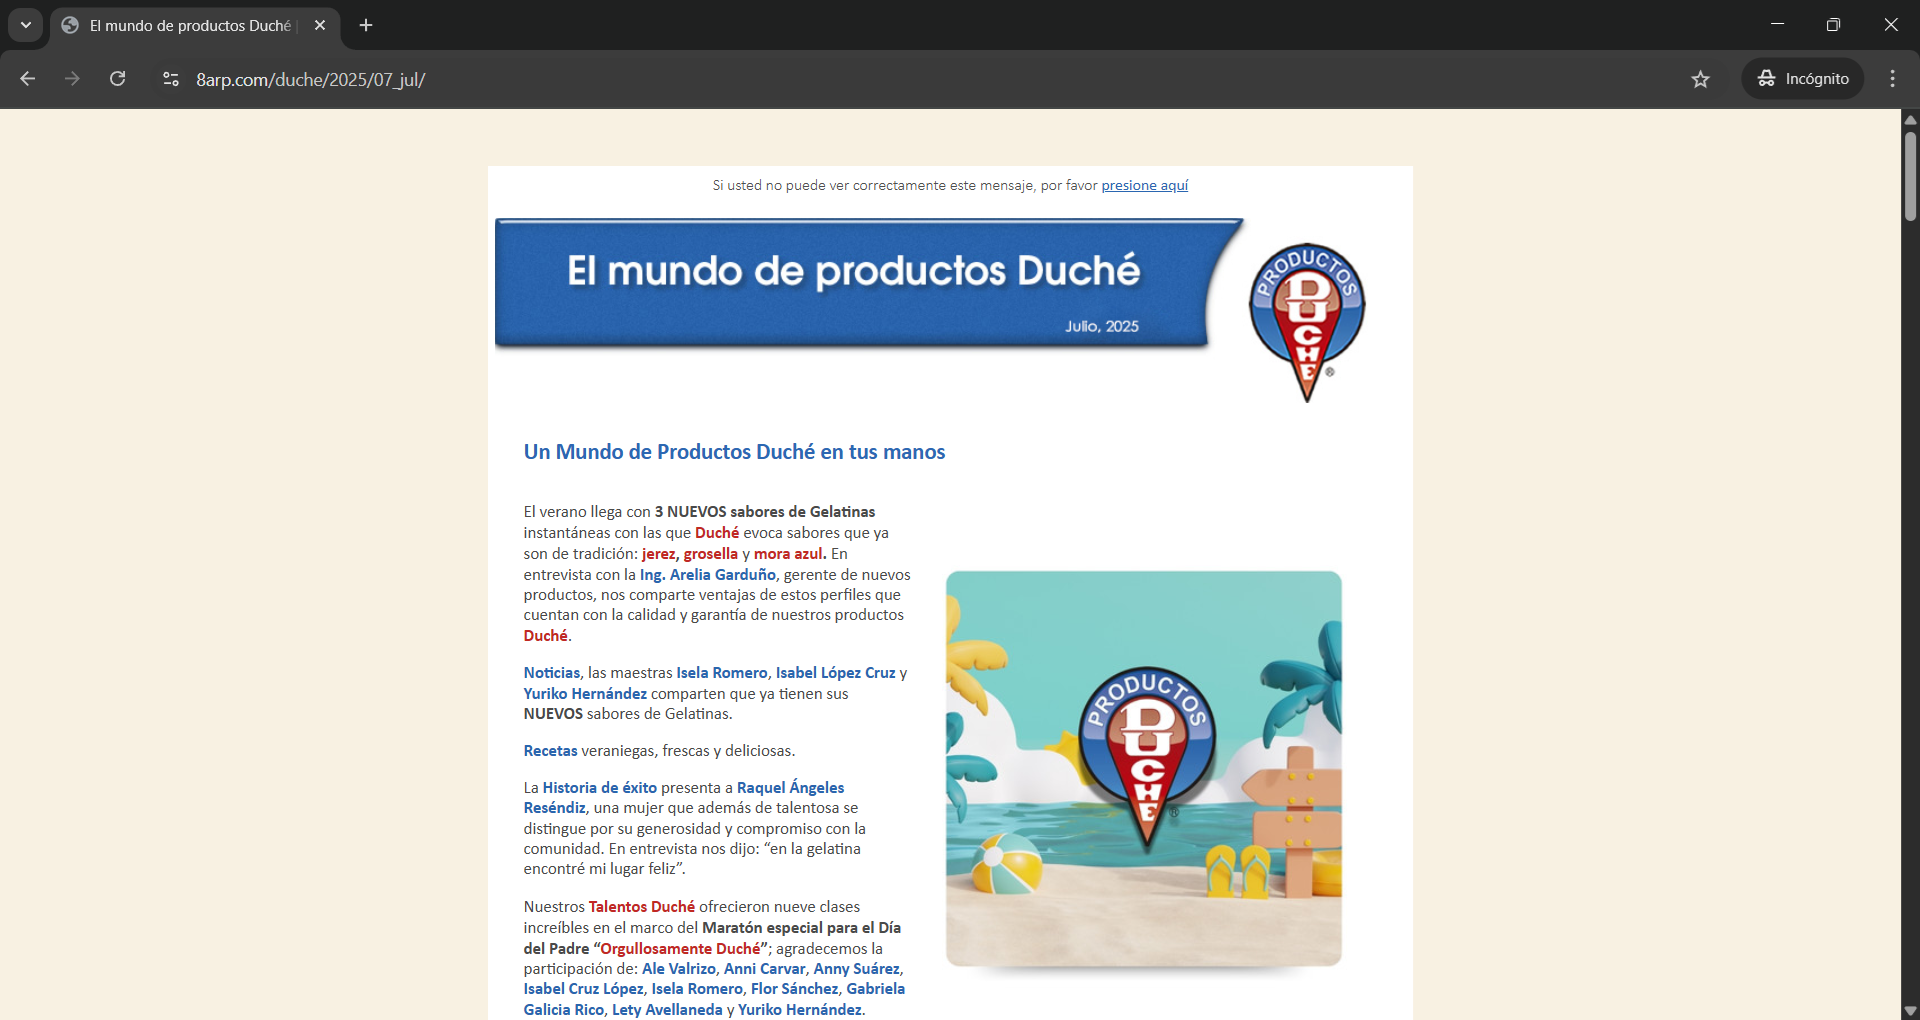 El mundo de productos Duché |
8arp.com/duche/2025/07_jul/
Incógnito
Si usted no puede ver correctamente este mensaje, por favor presione aquí
El mundo de productos Duché
Julio, 2025
PRODUCTOS
DUCHE
®
Un Mundo de Productos Duché en tus manos
El verano llega con 3 NUEVOS sabores de Gelatinas
instantáneas con las que Duché evoca sabores que ya
son de tradición: jerez, grosella y mora azul. En
entrevista con la Ing. Arelia Garduño, gerente de nuevos
productos, nos comparte ventajas de estos perfiles que
cuentan con la calidad y garantía de nuestros productos
Duché.
Noticias, las maestras Isela Romero, Isabel López Cruz y
Yuriko Hernández comparten que ya tienen sus
NUEVOS sabores de Gelatinas.
Recetas veraniegas, frescas y deliciosas.
La Historia de éxito presenta a Raquel Ángeles
Reséndiz, una mujer que además de talentosa se
distingue por su generosidad y compromiso con la
comunidad. En entrevista nos dijo: “en la gelatina
encontré mi lugar feliz”.
Nuestros Talentos Duché ofrecieron nueve clases
increíbles en el marco del Maratón especial para el Día
del Padre “Orgullosamente Duché”; agradecemos la
participación de: Ale Valrizo, Anni Carvar, Anny Suárez,
Isabel Cruz López, Isela Romero, Flor Sánchez, Gabriela
Galicia Rico, Lety Avellaneda y Yuriko Hernández.
PRODUCTOS
DUCHE
®